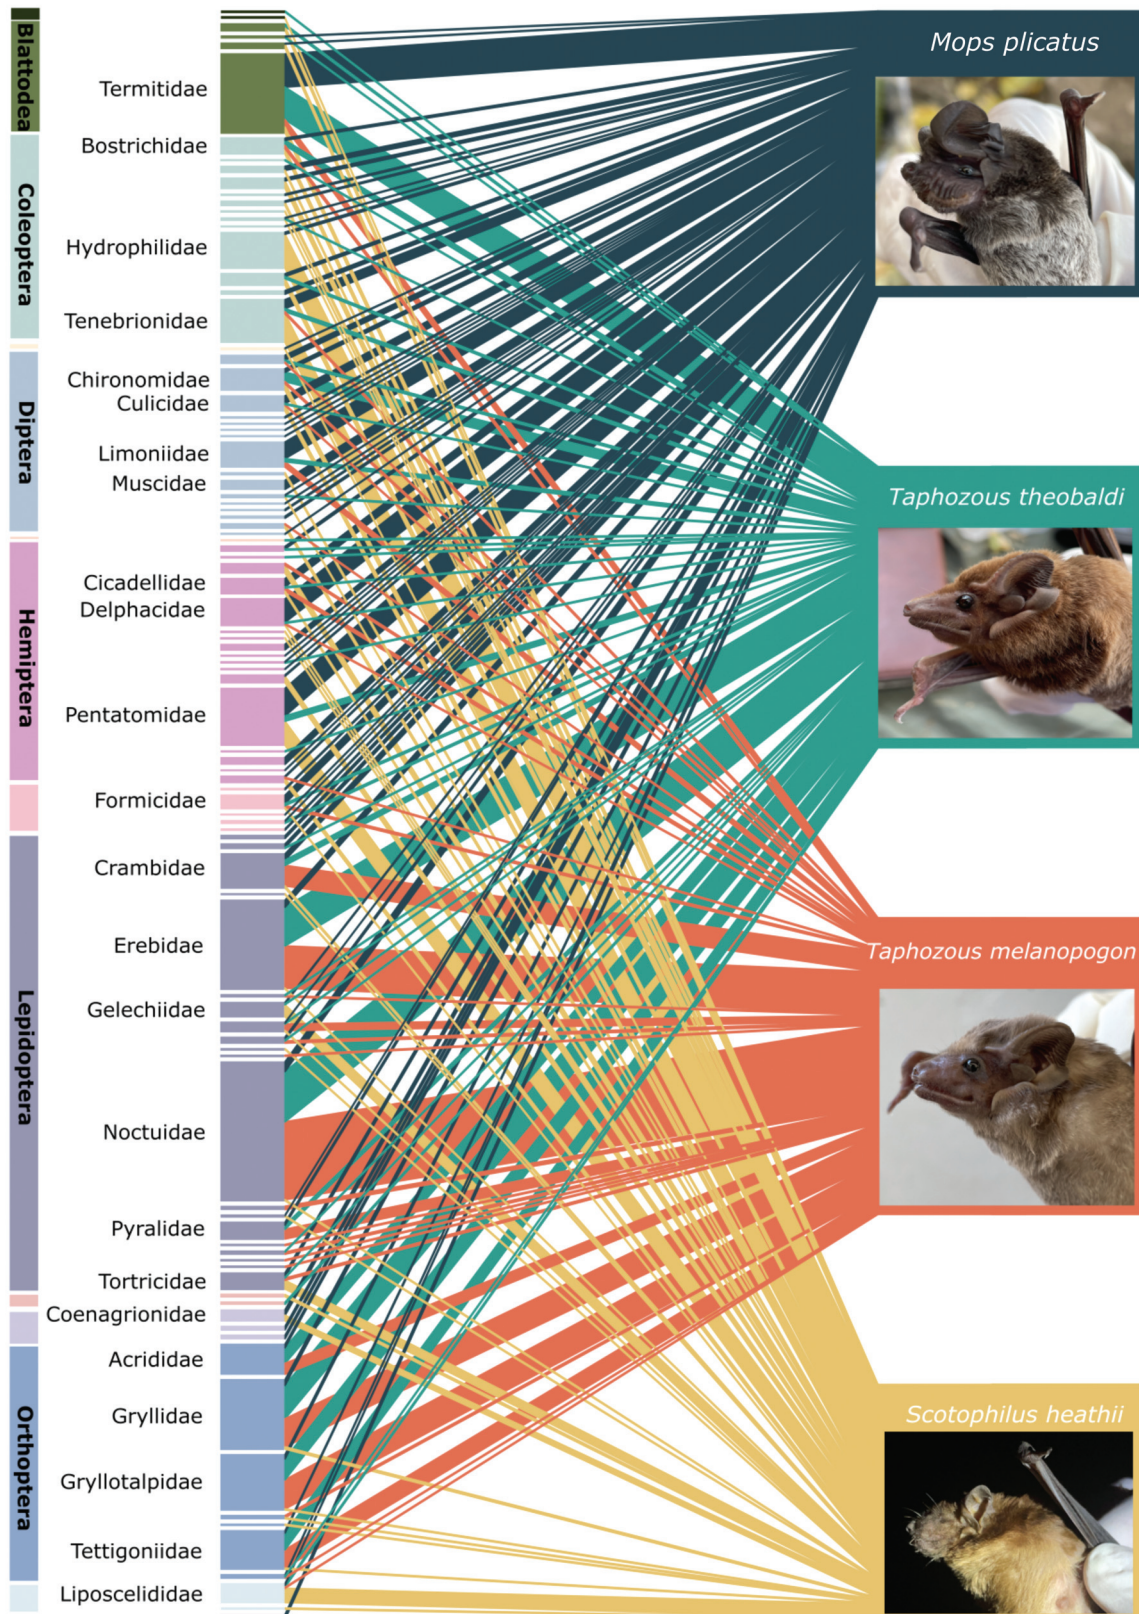 Blattodea
Coleoptera
Diptera
Hemiptera
Lepidoptera
Orthoptera
Termitidae
Bostrichidae
Hydrophilidae
Tenebrionidae
Chironomidae
Culicidae
Limoniidae
Muscidae
Cicadellidae
Delphacidae
Pentatomidae
Formicidae
Crambidae
Erebidae
Gelechiidae
Noctuidae
Pyralidae
Tortricidae
Coenagrionidae
Acrididae
Gryllidae
Gryllotalpidae
Tettigoniidae
Liposcelididae
Mops plicatus
Taphozous theobaldi
Taphozous melanopogon
Scotophilus heathii